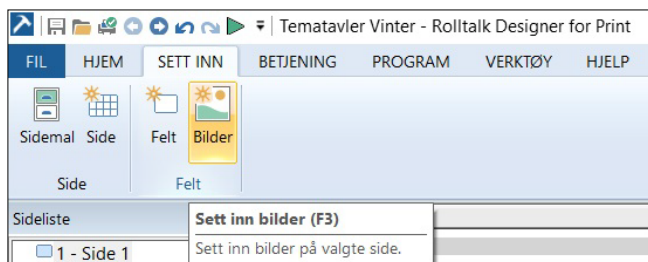 Tematavler Vinter - Rolltalk Designer for Print
FIL HJEM SETT INN BETJENING PROGRAM VERKTØY HJELP
Sidemal Side Felt Bilder
Side Felt
Sideliste
Sett inn bilder (F3)
1 - Side 1
Sett inn bilder på valgte side.